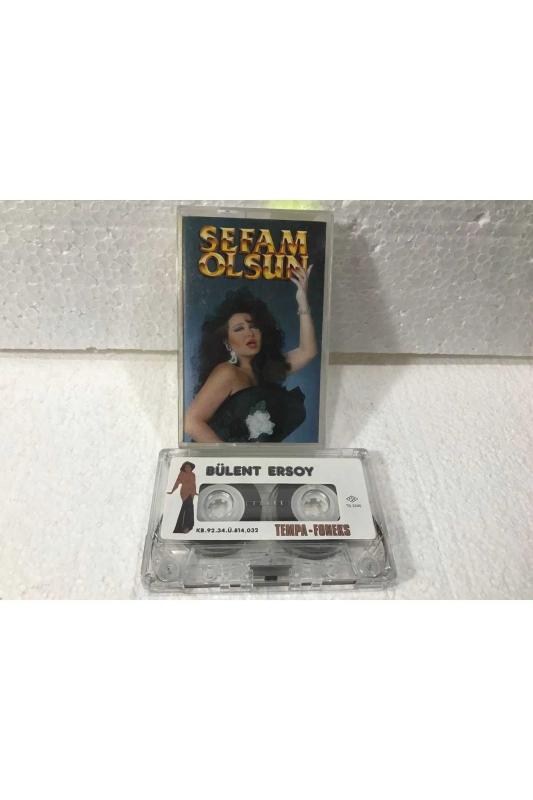 SEFAM
OLSUN
BÜLENT ERSOY
KB.92.34.Ü.814.032
TEMPA-FONEKS